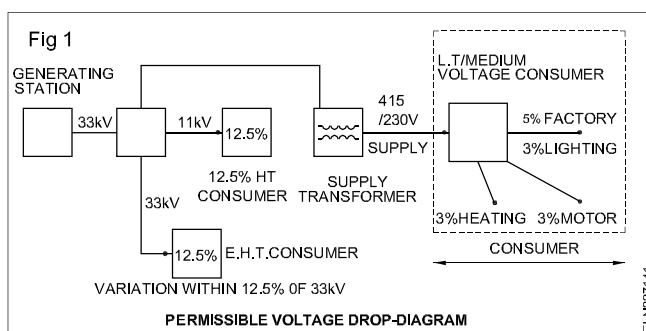 Fig 1
GENERATING
STATION
33kV
11kV
12.5%
12.5% HT
CONSUMER
33kV
12.5%
E.H.T.CONSUMER
VARIATION WITHIN 12.5% 0F 33kV
SUPPLY
TRANSFORMER
415
/230V
SUPPLY
L.T/MEDIUM
VOLTAGE CONSUMER
5% FACTORY
3%LIGHTING
3%HEATING
3%MOTOR
CONSUMER
PERMISSIBLE VOLTAGE DROP-DIAGRAM